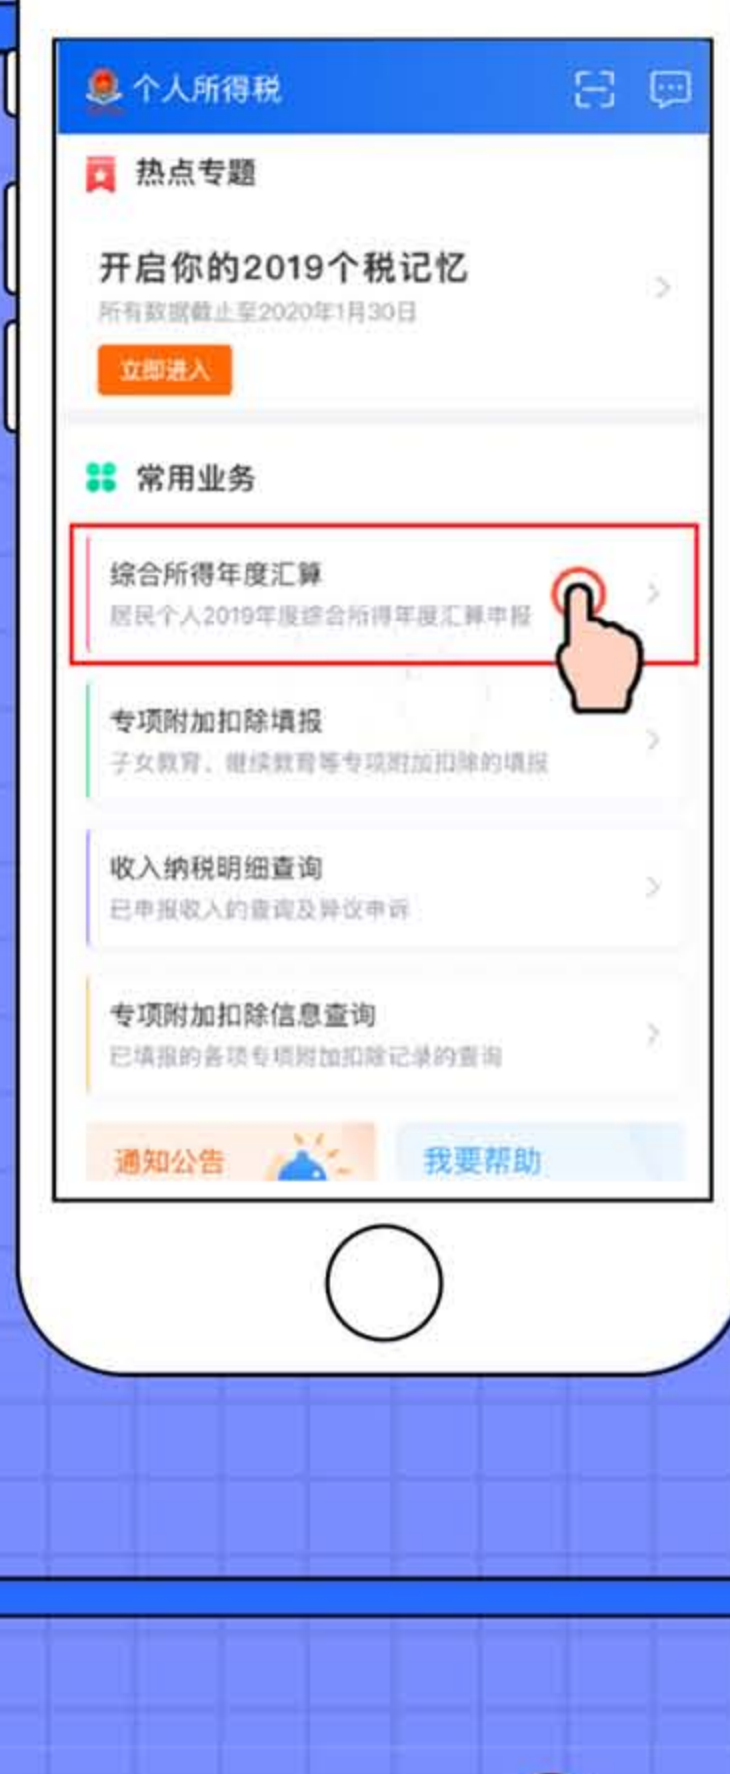 个人所得税
热点专题
开启你的2019个税记忆
所有数据截止至2020年1月30日
立即进入
常用业务
综合所得年度汇算
居民个人2019年度综合所得年度汇算申报
专项附加扣除填报
子女教育、继续教育等专项附加扣除的填报
收入纳税明细查询
已申报收入的查询及异议申诉
专项附加扣除信息查询
已填报的各项专项附加扣除记录的查询
通知公告
我要帮助